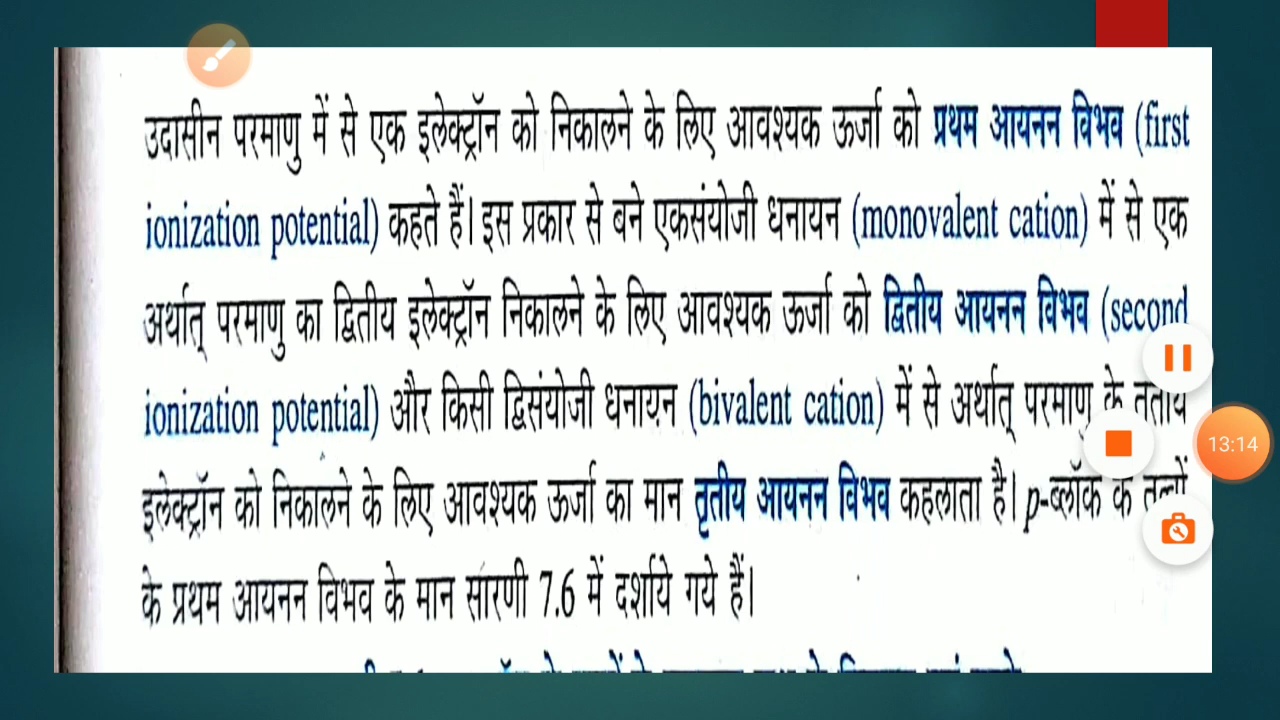 उदासीन परमाणु में से एक इलेक्ट्रॉन को निकालने के लिए आवश्यक ऊर्जा को प्रथम आयनन विभव (first
ionization potential) कहते हैं। इस प्रकार से बने एकसंयोजी धनायन (monovalent cation) में से एक
अर्थात् परमाणु का द्वितीय इलेक्ट्रॉन निकालने के लिए आवश्यक ऊर्जा को द्वितीय आयनन विभव (second
ionization potential) और किसी द्विसंयोजी धनायन (bivalent cation) में से अर्थात् परमाणु के तृतीय
इलेक्ट्रॉन को निकालने के लिए आवश्यक ऊर्जा का मान तृतीय आयनन विभव कहलाता है। p-ब्लॉक के तत्वों
के प्रथम आयनन विभव के मान सारणी 7.6 में दर्शाये गये हैं।
13:14